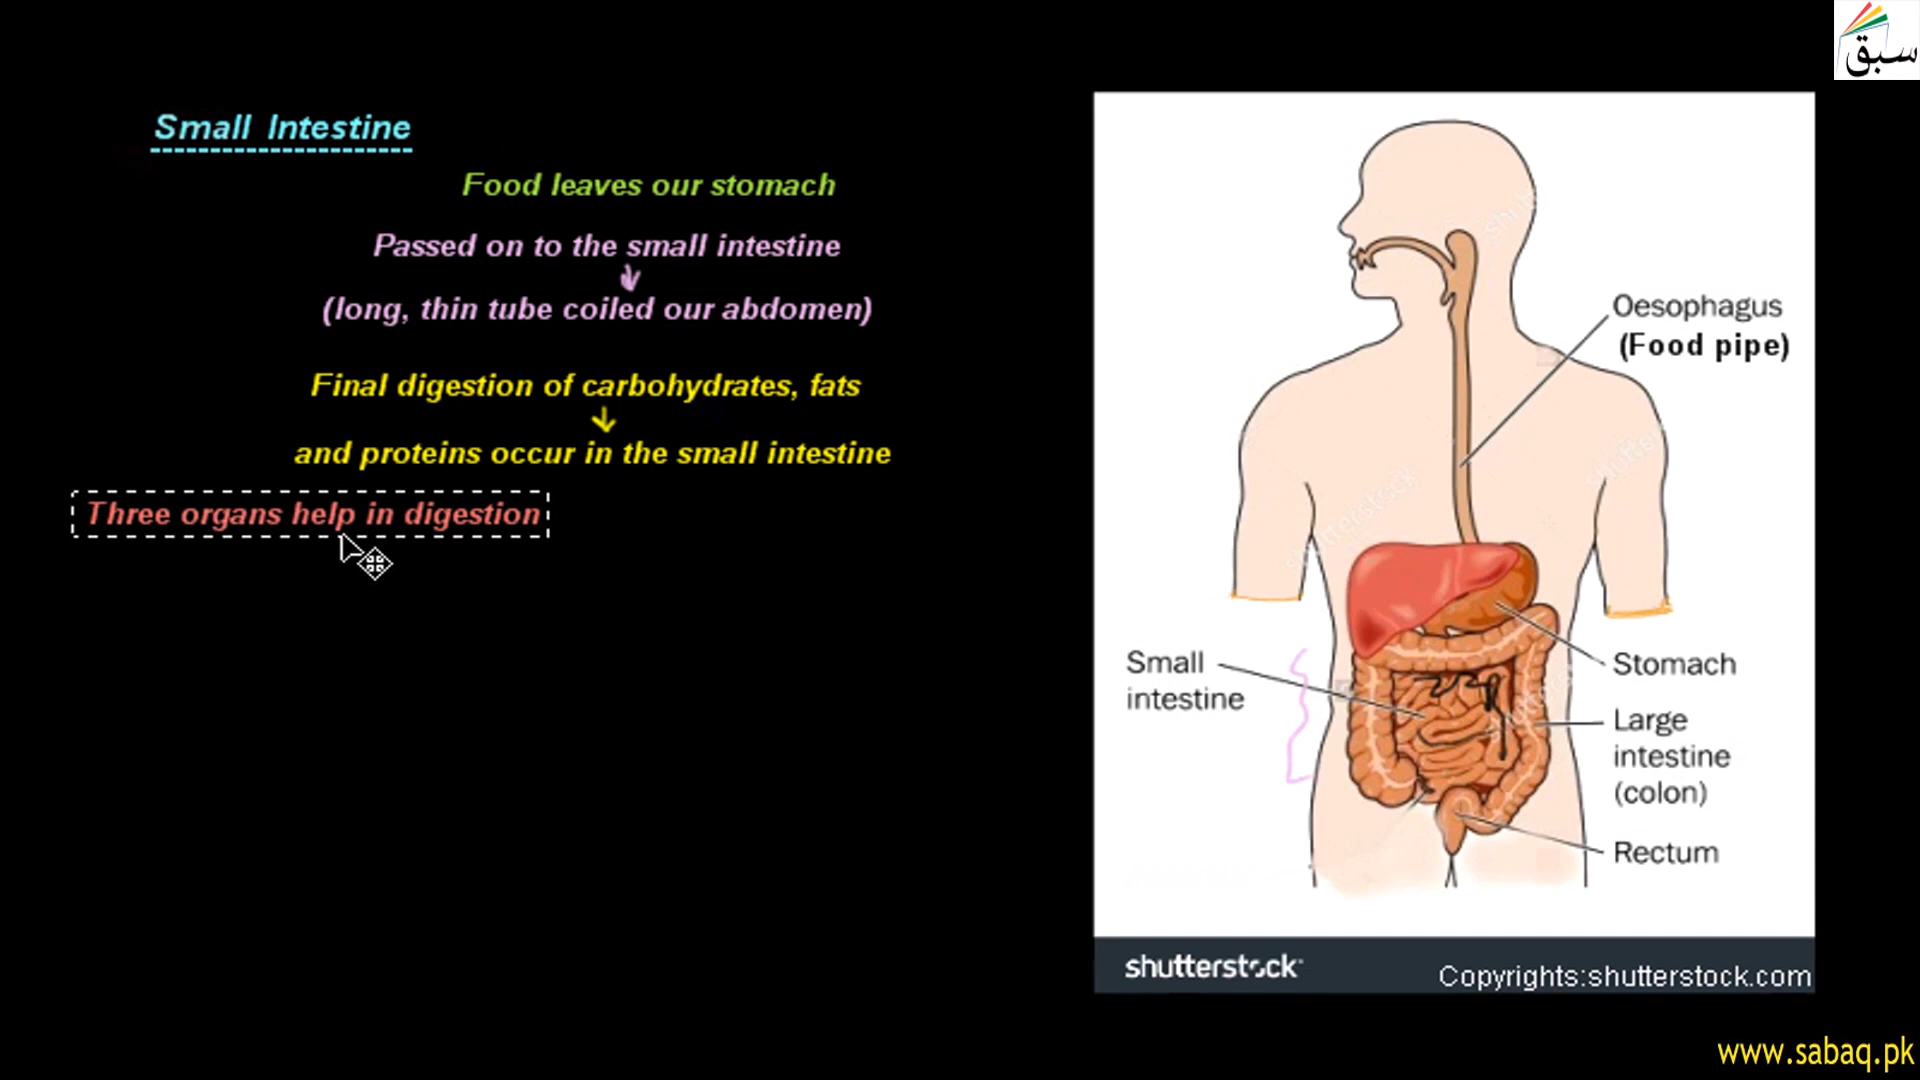 سبق
Small Intestine
Food leaves our stomach
Passed on to the small intestine
(long, thin tube coiled our abdomen)
Final digestion of carbohydrates, fats
and proteins occur in the small intestine
Three organs help in digestion
Oesophagus
(Food pipe)
Small
intestine
Stomach
Large
intestine
(colon)
Rectum
shutterstock
Copyrights:shutterstock.com
www.sabaq.pk